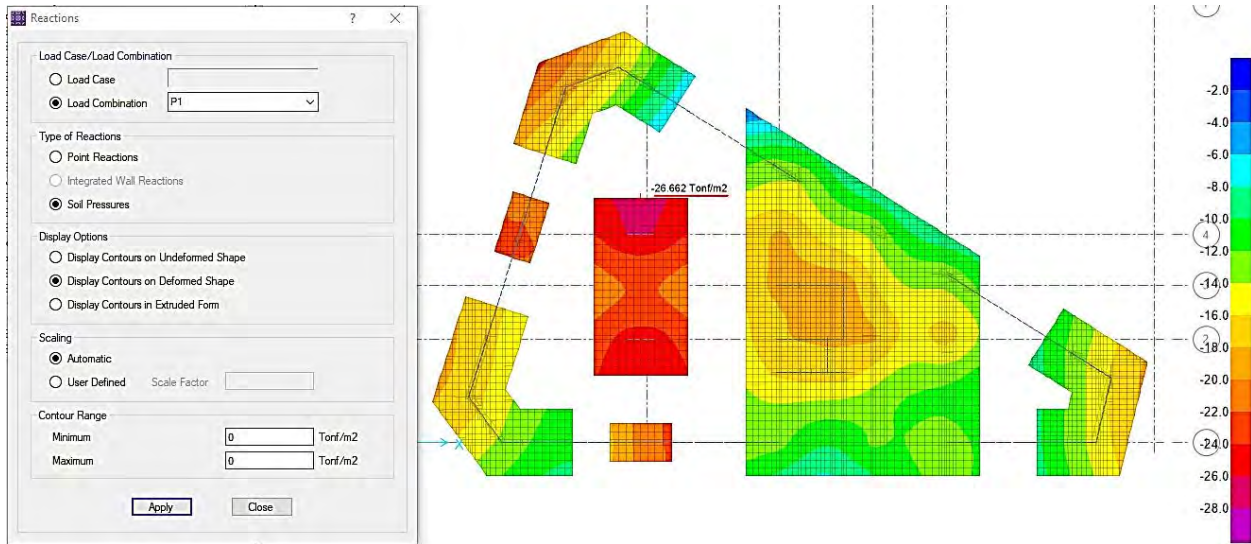 Reactions
? ×
Load Case/Load Combination
Load Case
Load Combination P1
Type of Reactions
Point Reactions
Integrated Wall Reactions
Soil Pressures
Display Options
Display Contours on Undeformed Shape
Display Contours on Deformed Shape
Display Contours in Extruded Form
Scaling
Automatic
User Defined Scale Factor
Contour Range
Minimum 0 Tonf/m2
Maximum 0 Tonf/m2
Apply Close
-26.662 Tonf/m2
X
4
-2.0
-4.0
-6.0
-8.0
-10.0
-12.0
-14.0
-16.0
-18.0
-20.0
-22.0
-24.0
-26.0
-28.0